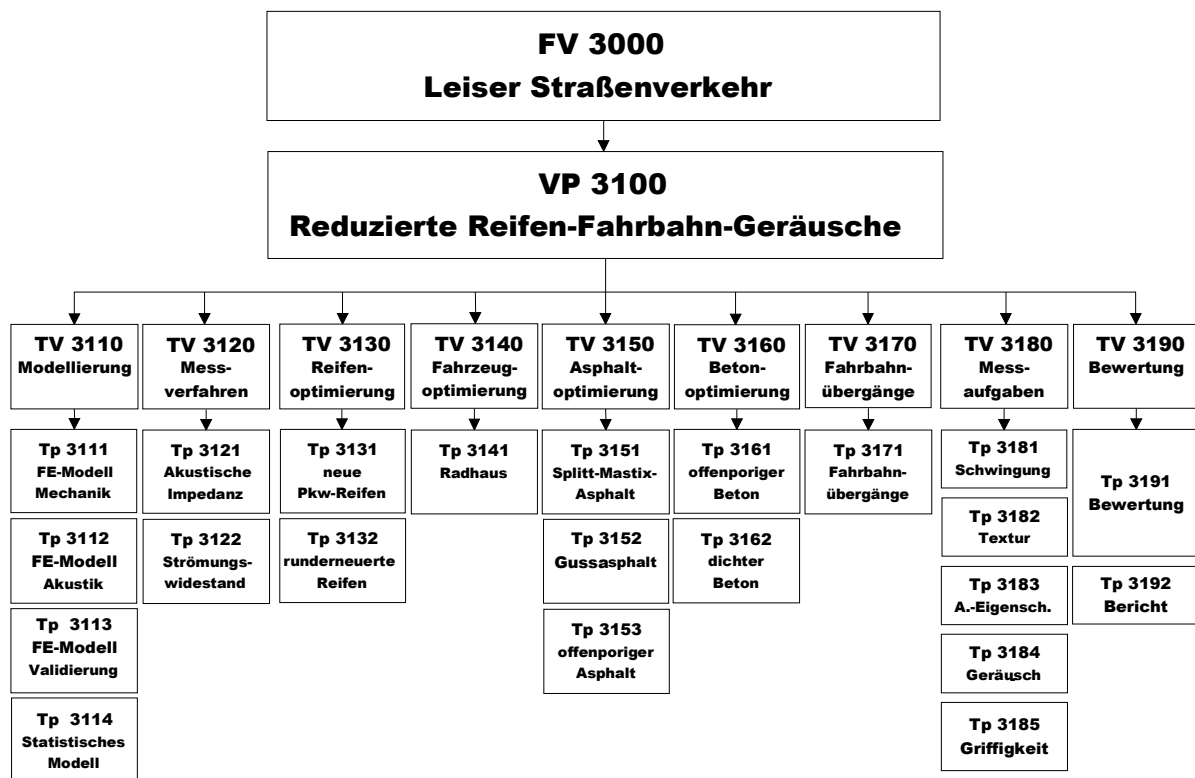 FV 3000
Leiser Straßenverkehr
VP 3100
Reduzierte Reifen-Fahrbahn-Geräusche
TV 3110
Modellierung
TV 3120
Mess-
verfahren
TV 3130
Reifen-
optimierung
TV 3140
Fahrzeug-
optimierung
TV 3150
Asphalt-
optimierung
TV 3160
Beton-
optimierung
TV 3170
Fahrbahn-
übergänge
TV 3180
Mess-
aufgaben
TV 3190
Bewertung
Tp 3111
FE-Modell
Mechanik
Tp 3112
FE-Modell
Akustik
Tp 3113
FE-Modell
Validierung
Tp 3114
Statistisches
Modell
Tp 3121
Akustische
Impedanz
Tp 3122
Strömungs-
widestand
Tp 3131
neue
Pkw-Reifen
Tp 3132
runderneuerte
Reifen
Tp 3141
Radhaus
Tp 3151
Splitt-Mastix-
Asphalt
Tp 3152
Gussasphalt
Tp 3153
offenporiger
Asphalt
Tp 3161
offenporiger
Beton
Tp 3162
dichter
Beton
Tp 3171
Fahrbahn-
übergänge
Tp 3181
Schwingung
Tp 3182
Textur
Tp 3183
A.-Eigensch.
Tp 3184
Geräusch
Tp 3185
Griffigkeit
Tp 3191
Bewertung
Tp 3192
Bericht